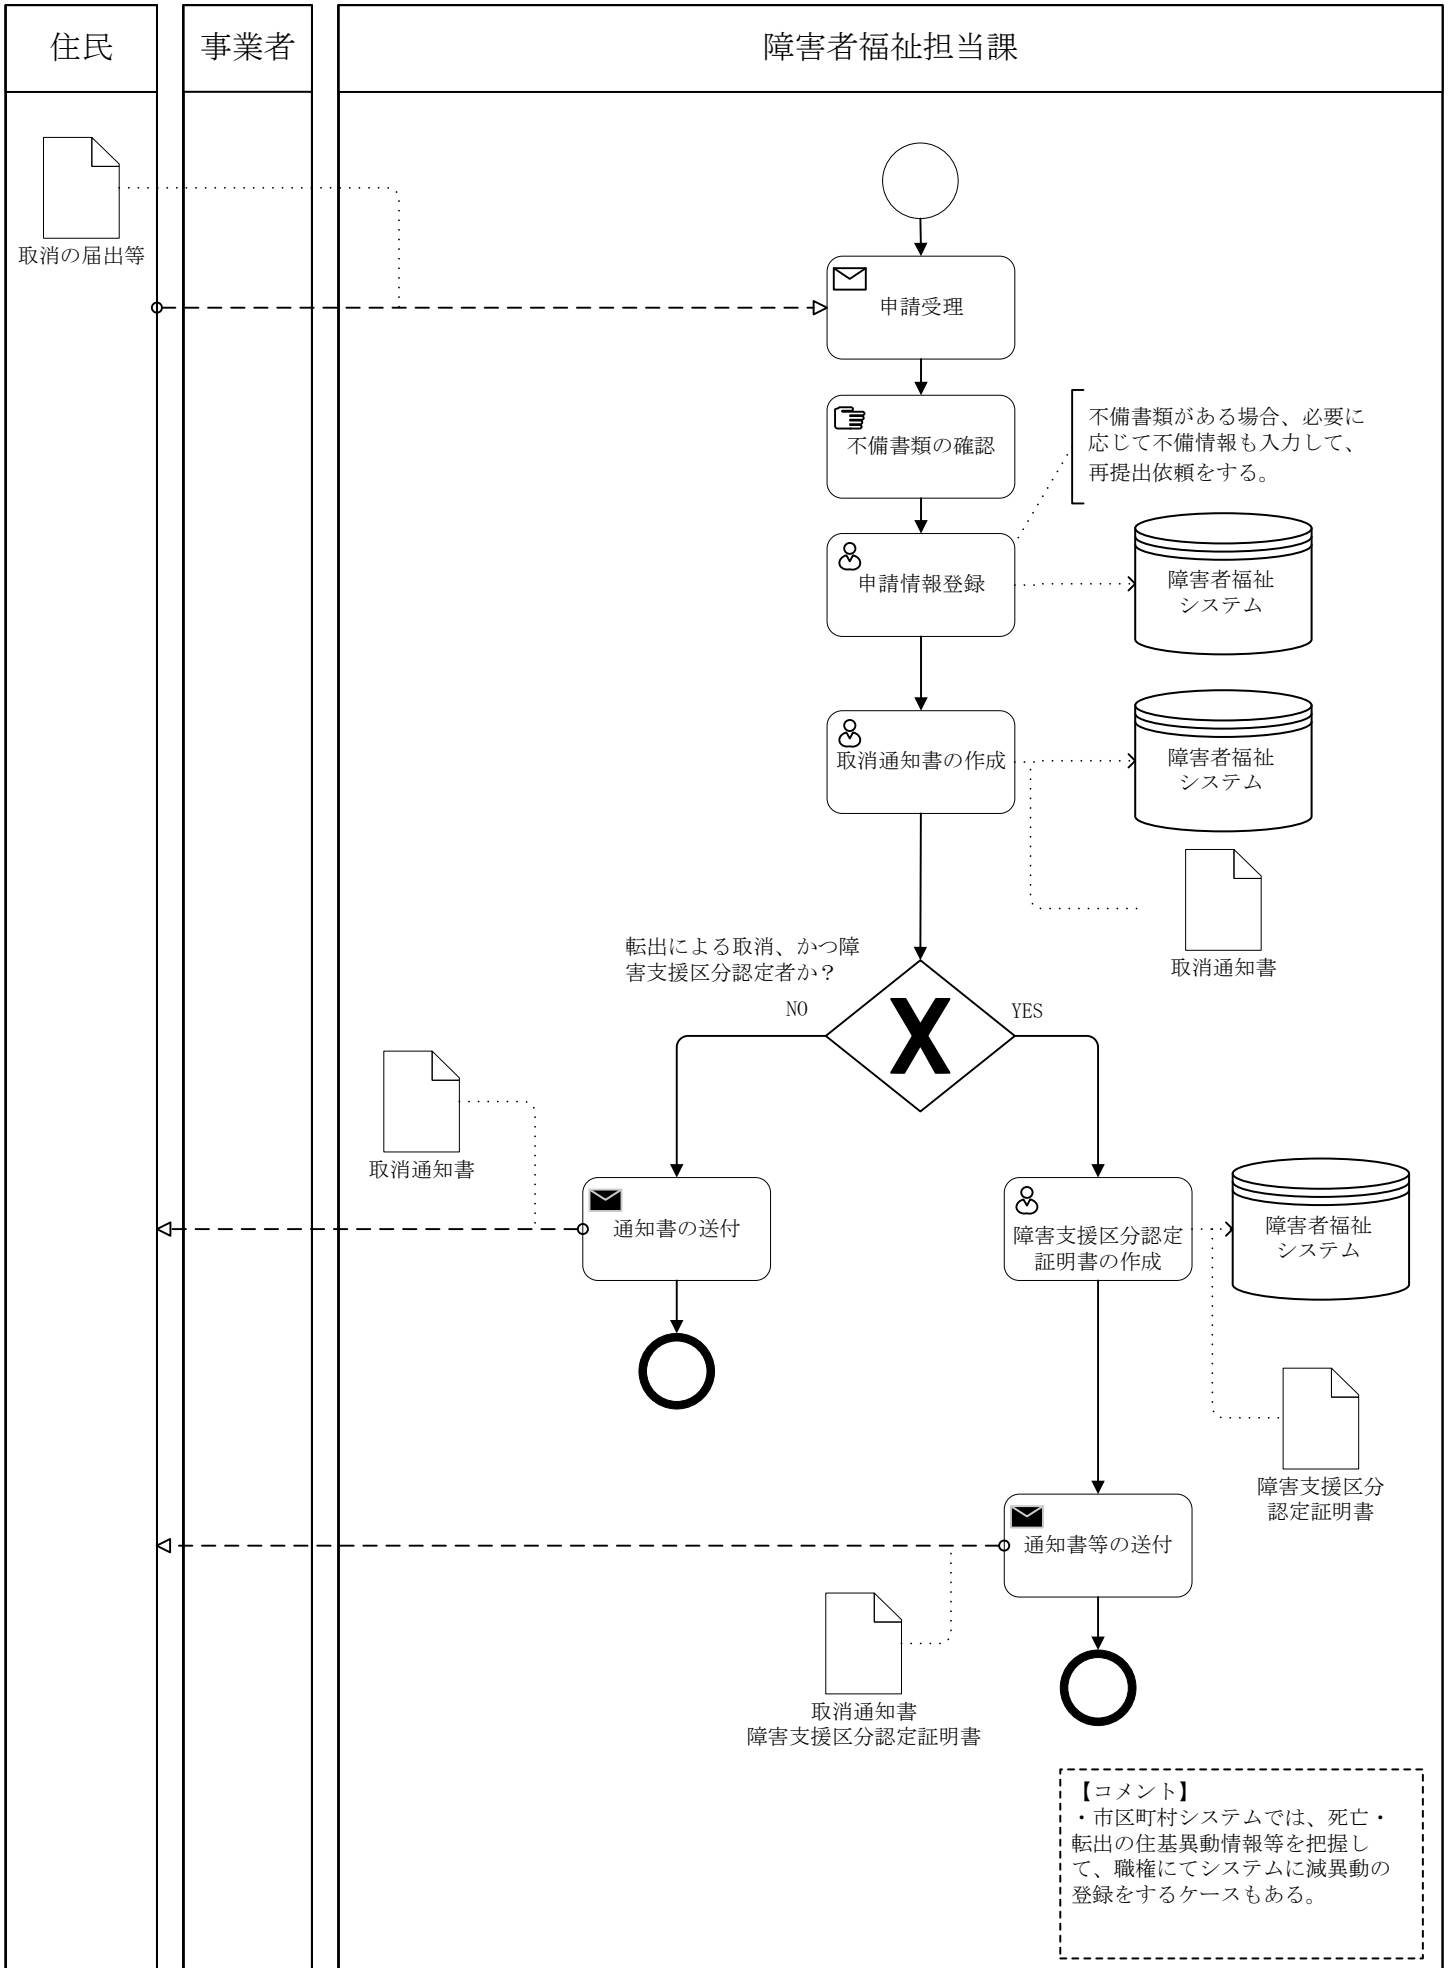 住民
事業者
障害者福祉担当課
取消の届出等
申請受理
不備書類の確認
不備書類がある場合、必要に
応じて不備情報も入力して、
再提出依頼をする。
申請情報登録
障害者福祉
システム
取消通知書の作成
障害者福祉
システム
取消通知書
転出による取消、かつ障
害支援区分認定者か？
NO
YES
取消通知書
通知書の送付
障害支援区分認定
証明書の作成
障害者福祉
システム
障害支援区分
認定証明書
通知書等の送付
取消通知書
障害支援区分認定証明書
【コメント】
・市区町村システムでは、死亡・
転出の住基異動情報等を把握し
て、職権にてシステムに減異動の
登録をするケースもある。